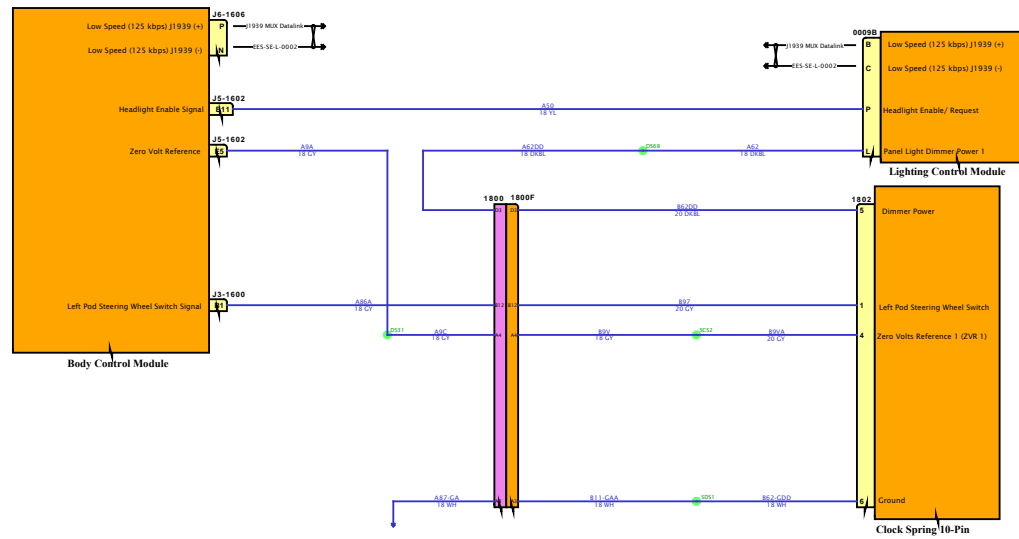 J6-1606
Low Speed (125 kbps) J1939 (+)
P
J1939 MUX Datalink
Low Speed (125 kbps) J1939 (-)
N
EES-SE-L-0002
0009B
J1939 MUX Datalink
B
Low Speed (125 kbps) J1939 (+)
EES-SE-L-0002
C
Low Speed (125 kbps) J1939 (-)
J5-1602
Headlight Enable Signal
B11
A50
18 YL
P
Headlight Enable/ Request
J5-1602
Zero Volt Reference
E5
A9A
18 GY
A62DD
18 DKBL
DS68
A62
18 DKBL
L
Panel Light Dimmer Power 1
Lighting Control Module
1800
1800F
1802
D3
D3
B62DD
20 DKBL
5
Dimmer Power
J3-1600
Left Pod Steering Wheel Switch Signal
B1
A86A
18 GY
B12
B12
B97
20 GY
1
Left Pod Steering Wheel Switch
DS31
A9C
18 GY
A4
A4
B9V
18 GY
SCS2
B9VA
20 GY
4
Zero Volts Reference 1 (ZVR 1)
Body Control Module
A87-GA
18 WH
B11-GAA
18 WH
SDS1
B62-GDD
18 WH
6
Ground
Clock Spring 10-Pin